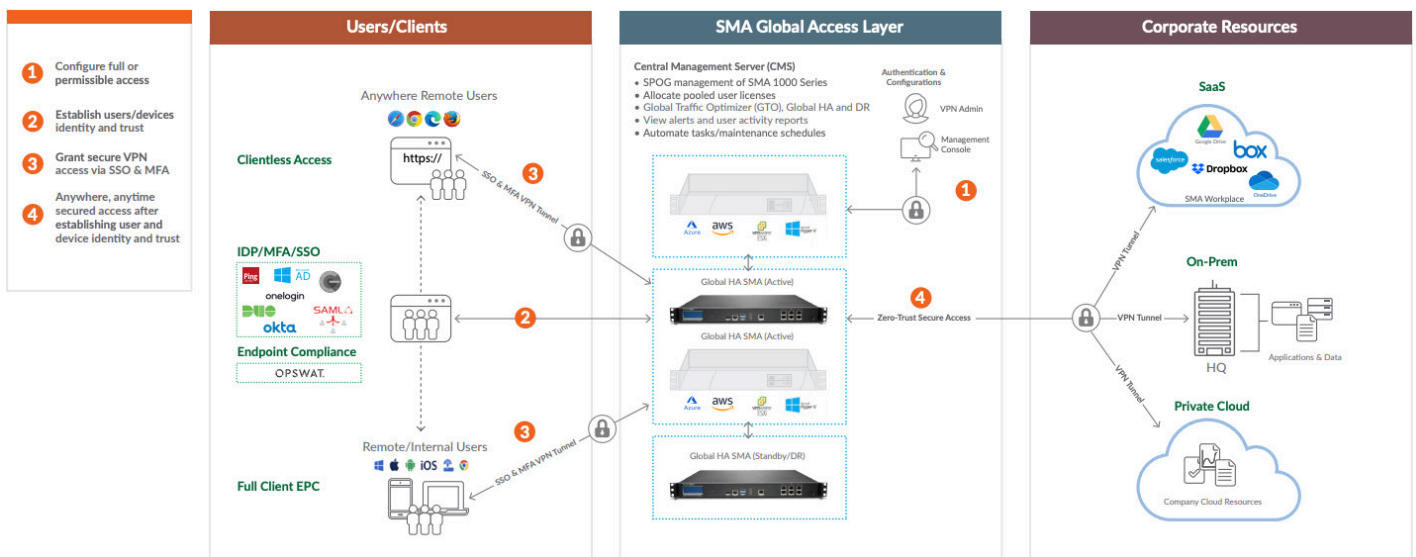 1
Configure full or
permissible access
2
Establish users/devices
identity and trust
3
Grant secure VPN
access via SSO & MFA
4
Anywhere, anytime
secured access after
establishing user and
device identity and trust
Users/Clients
Anywhere Remote Users
Clientless Access
https://
3
SSO & MFA VPN Tunnel
IDP/MFA/SSO
Ping
AD
onelogin
DUO
SAML
okta
2
Endpoint Compliance
OPSWAT.
Remote/Internal Users
iOS
3
SSO & MFA VPN Tunnel
Full Client EPC
SMA Global Access Layer
Central Management Server (CMS)
• SPOG management of SMA 1000 Series
• Allocate pooled user licenses
• Global Traffic Optimizer (GTO), Global HA and DR
• View alerts and user activity reports
• Automate tasks/maintenance schedules
Authentication &
Configurations
VPN Admin
Management
Console
1
Azure
aws
vmware
ESXi
Global HA SMA (Active)
Global HA SMA (Active)
Azure
aws
vmware
ESXi
Global HA SMA (Standby/DR)
4
Zero-Trust Secure Access
Corporate Resources
SaaS
Google Drive
salesforce
box
Dropbox
OneDrive
SMA Workplace
VPN Tunnel
On-Prem
VPN Tunnel
HQ
Applications & Data
VPN Tunnel
Private Cloud
Company Cloud Resources